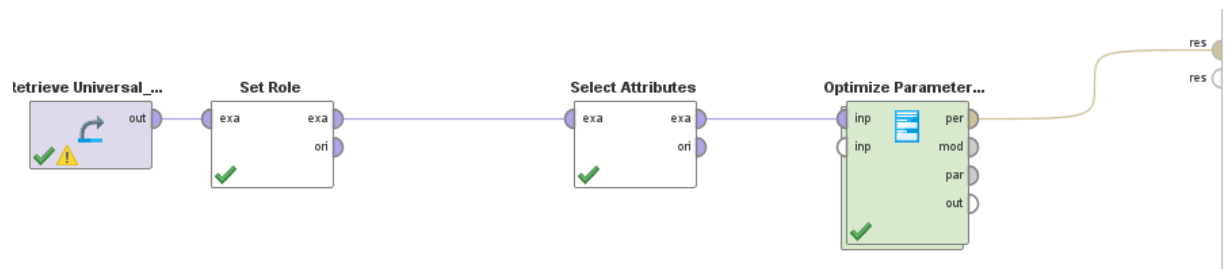 res
etrieve Universal_...
Set Role
Select Attributes
Optimize Parameter...
res
out
exa
exa
exa
exa
inp
per
ori
ori
inp
mod
par
out